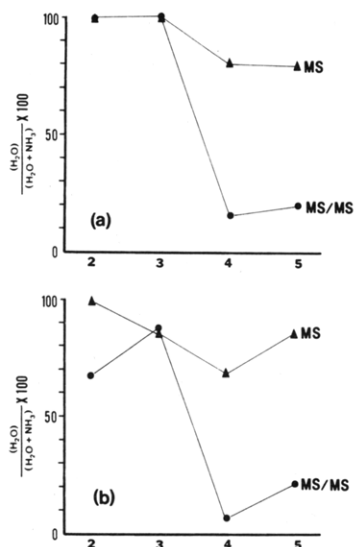 100
MS
(H₂O)
(H₂O + NH₃) X 100
50
MS/MS
(a)
0
2 3 4 5
100
MS
(H₂O)
(H₂O + NH₃) X 100
50
MS/MS
(b)
0
2 3 4 5